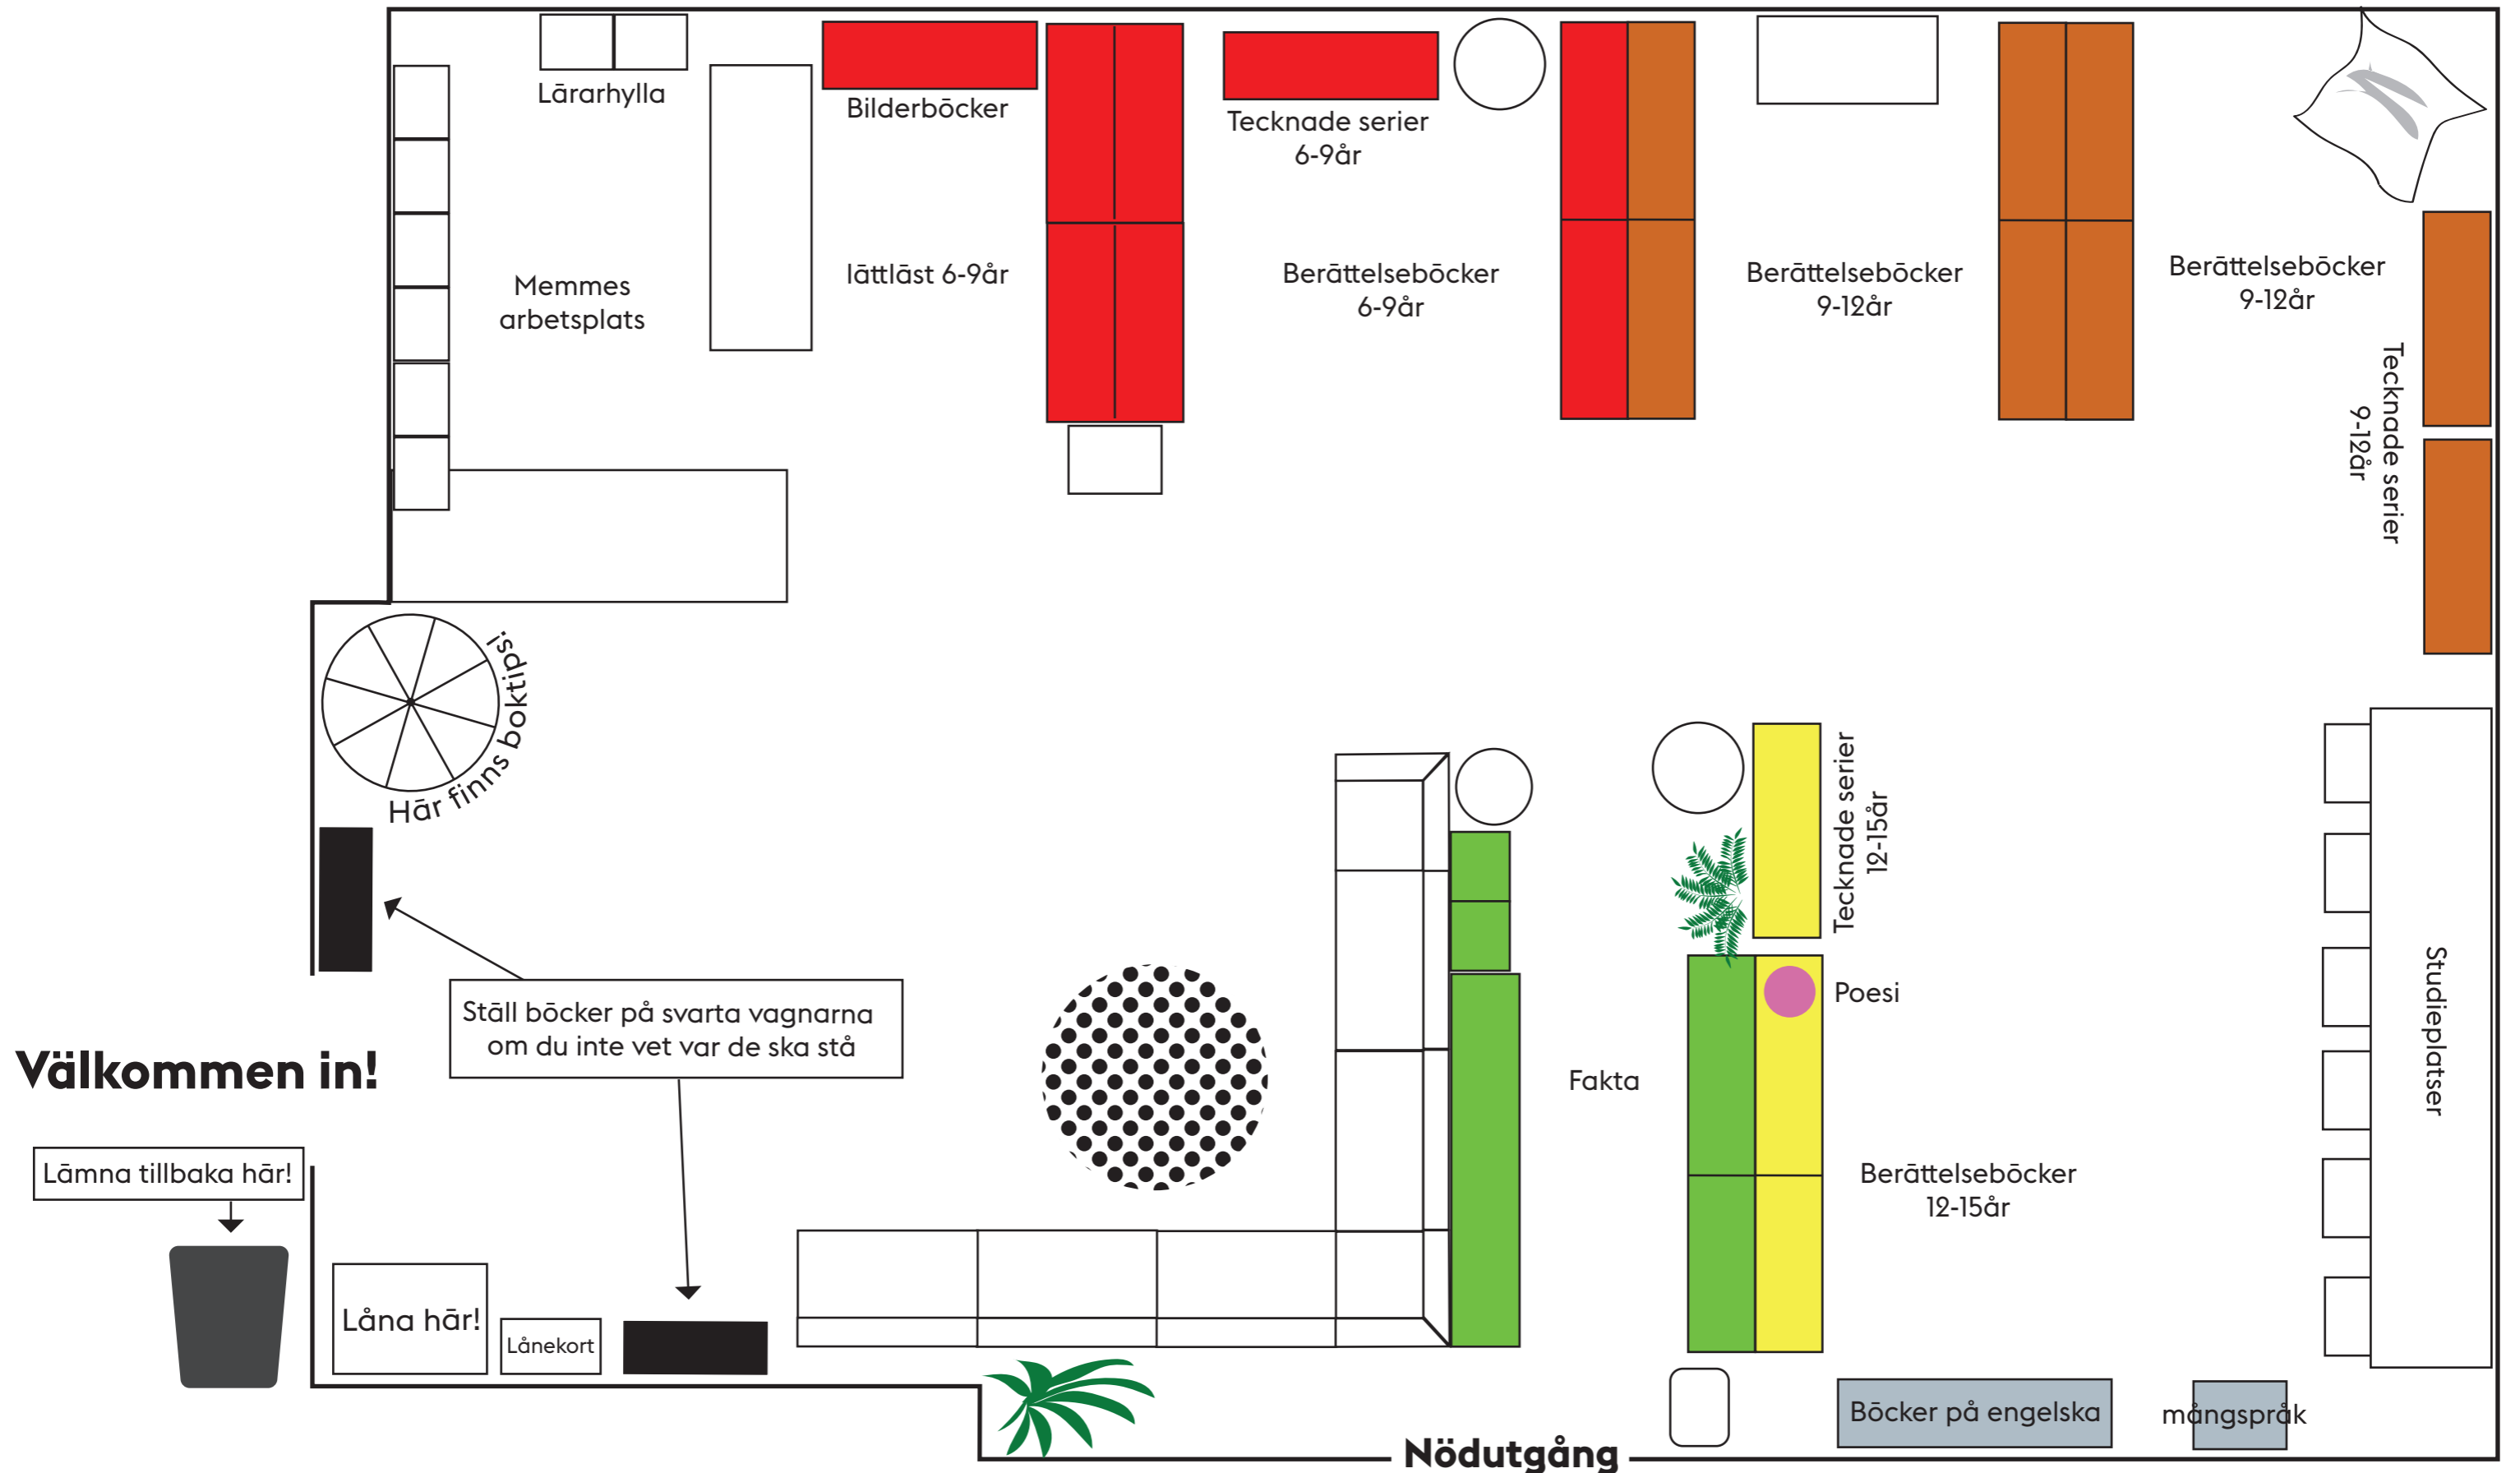 Lärarhylla
Bilderböcker
Tecknade serier
6-9år
Memmes
arbetsplats
lättläst 6-9år
Berättelseböcker
6-9år
Berättelseböcker
9-12år
Berättelseböcker
9-12år
Tecknade serier
9-12år
Här finns boktips!
Tecknade serier
12-15år
Ställ böcker på svarta vagnarna
om du inte vet var de ska stå
Poesi
Studieplatser
Välkommen in!
Fakta
Lämna tillbaka här!
Berättelseböcker
12-15år
Låna här!
Lånekort
Böcker på engelska
mångspråk
Nödutgång